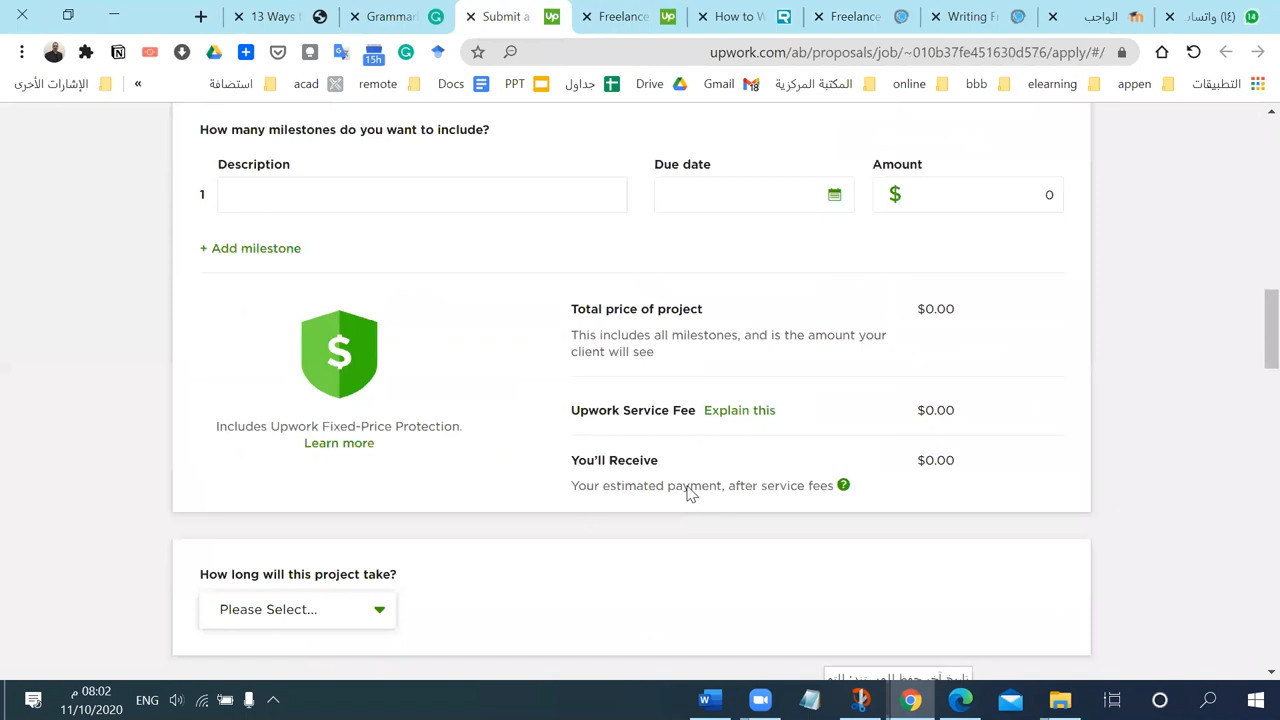 13 Ways t
Grammar
Submit a
Freelance
How to W
Freelance
Writing Fr
الواجب
(١٤) واتساب
14
15h
upwork.com/ab/proposals/job/~010b37fe451630d576/apply/#/
الإشارات الأخرى
«
استضافة
acad
remote
Docs
PPT
جداول
Drive
Gmail
المكتبة المركزية
online
bbb
elearning
appen
التطبيقات
How many milestones do you want to include?
Description
Due date
Amount
1
$
0
+ Add milestone
$
Includes Upwork Fixed-Price Protection.
Learn more
Total price of project
$0.00
This includes all milestones, and is the amount your
client will see
Upwork Service Fee Explain this
$0.00
You'll Receive
$0.00
Your estimated payment, after service fees ?
How long will this project take?
Please Select...
08:02 م
11/10/2020
ENG